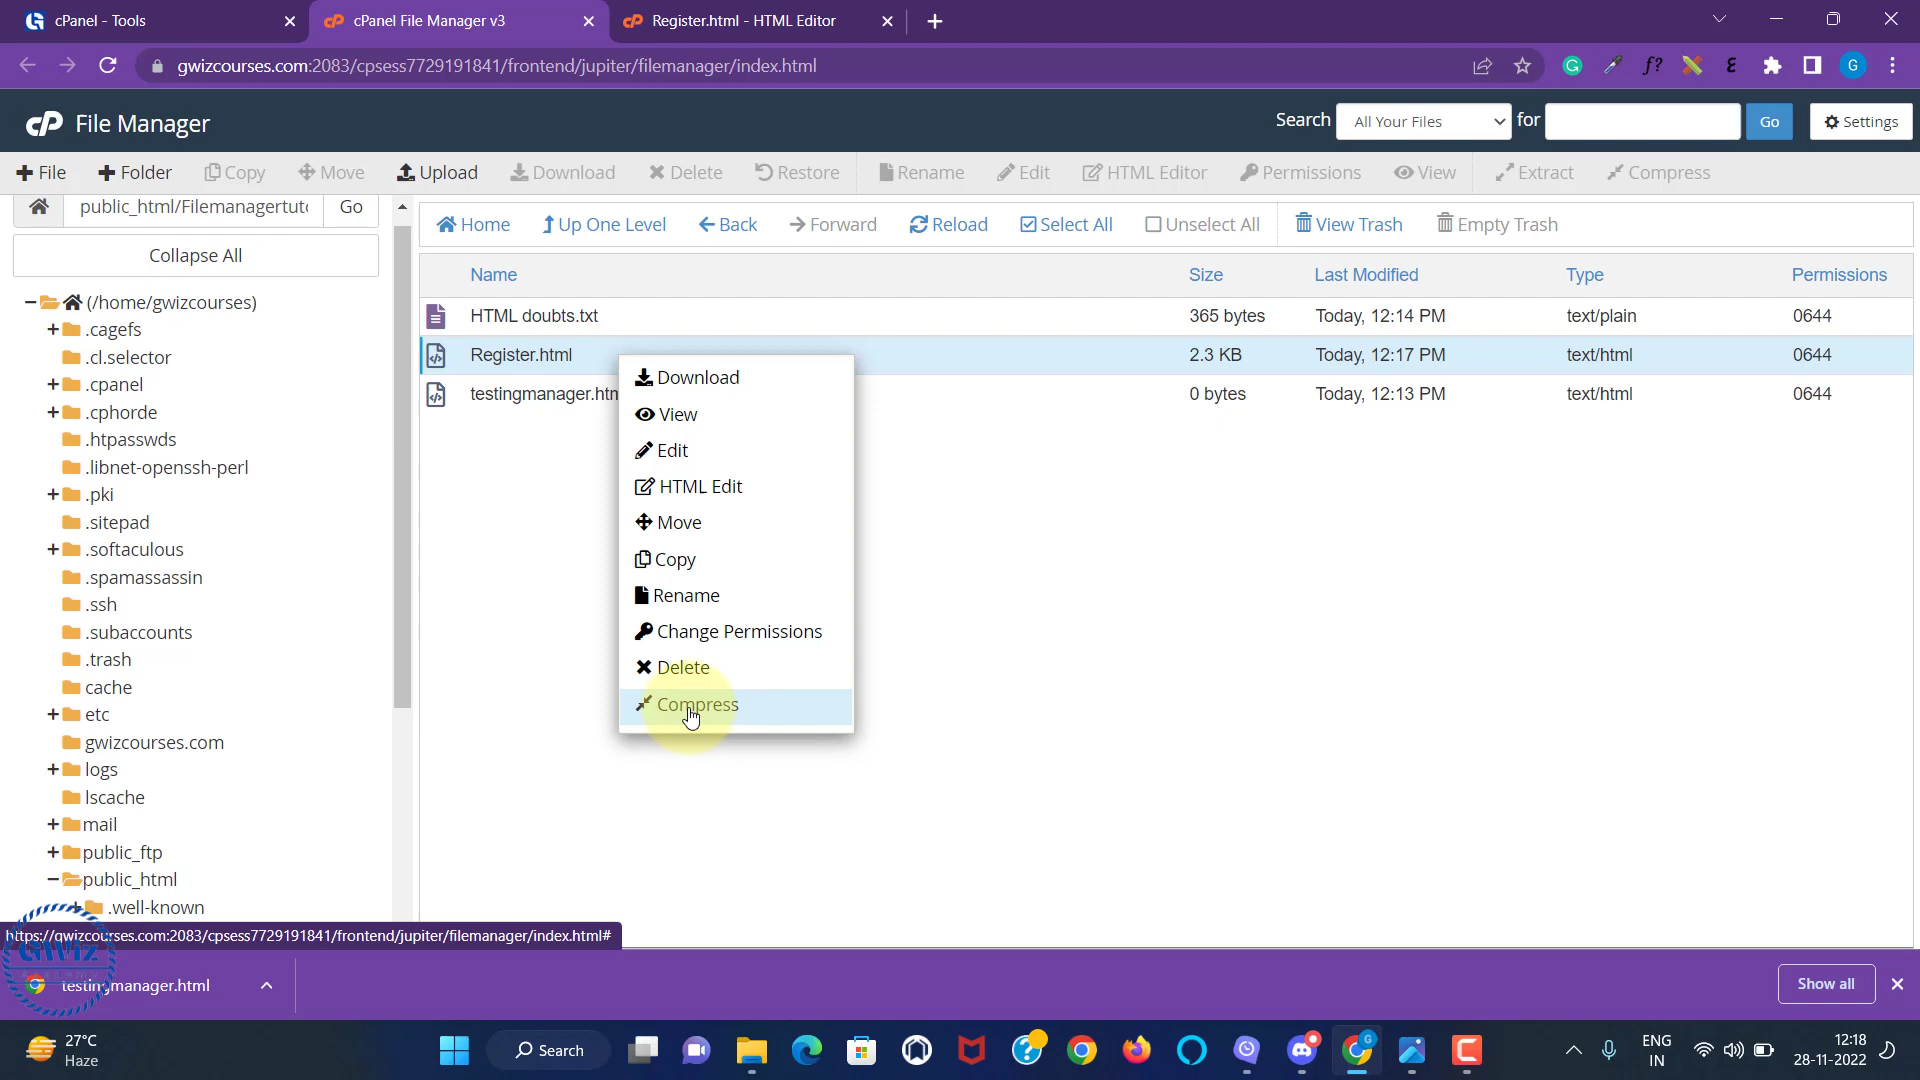 cPanel - Tools
cPanel File Manager v3
Register.html - HTML Editor
gwizcourses.com:2083/cpsess7729191841/frontend/jupiter/filemanager/index.html
G
cP File Manager
Search All Your Files for Go Settings
File Folder Copy Move Upload Download Delete Restore Rename Edit HTML Editor Permissions View Extract Compress
public_html/Filemanagertuto Go
Home Up One Level Back Forward Reload Select All Unselect All View Trash Empty Trash
Collapse All
Name Size Last Modified Type Permissions
HTML doubts.txt 365 bytes Today, 12:14 PM text/plain 0644
Register.html 2.3 KB Today, 12:17 PM text/html 0644
testingmanager.htm 0 bytes Today, 12:13 PM text/html 0644
Download
View
Edit
HTML Edit
Move
Copy
Rename
Change Permissions
Delete
Compress
(/home/gwizcourses)
.cagefs
.cl.selector
.cpanel
.cphorde
.htpasswds
.libnet-openssh-perl
.pki
.sitepad
.softaculous
.spamassassin
.ssh
.subaccounts
.trash
cache
etc
gwizcourses.com
logs
lscache
mail
public_ftp
public_html
.well-known
https://gwizcourses.com:2083/cpsess7729191841/frontend/jupiter/filemanager/index.html#
GWiz
testingmanager.html
Show all
27°C
Haze
Search
ENG
IN
12:18
28-11-2022